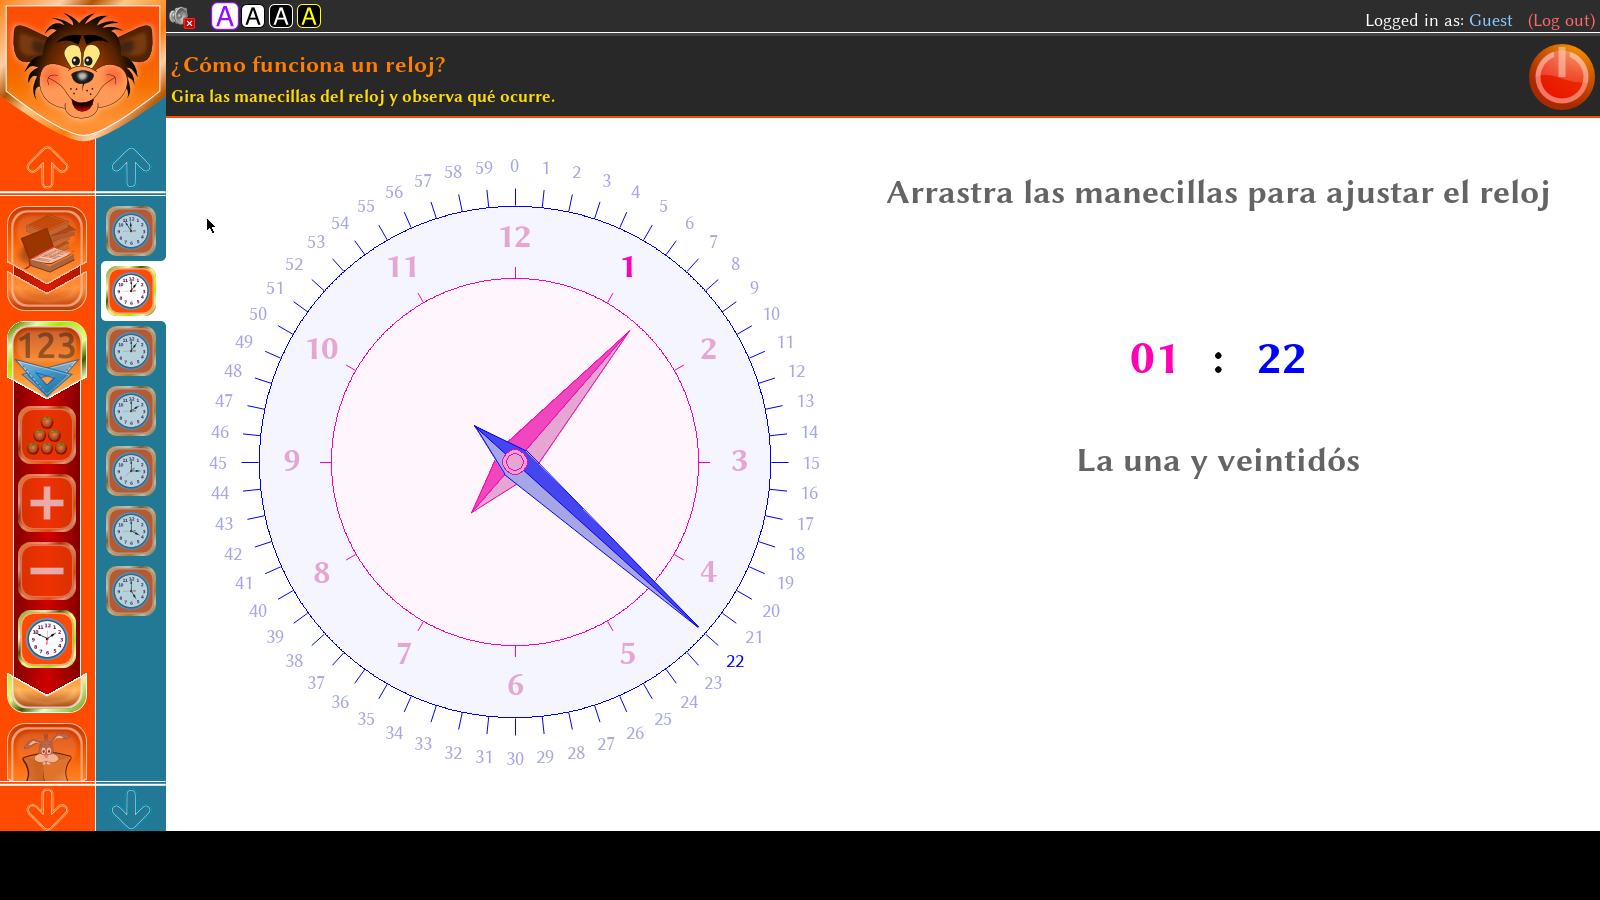 A A A A
Logged in as: Guest (Log out)
¿Cómo funciona un reloj?
Gira las manecillas del reloj y observa qué ocurre.
123
Arrastra las manecillas para ajustar el reloj
01 : 22
La una y veintidós
0 1 2 3 4 5 6 7 8 9 10 11 12 13 14 15 16 17 18 19 20 21 22 23 24 25 26 27 28 29 30 31 32 33 34 35 36 37 38 39 40 41 42 43 44 45 46 47 48 49 50 51 52 53 54 55 56 57 58 59
12 1 2 3 4 5 6 7 8 9 10 11